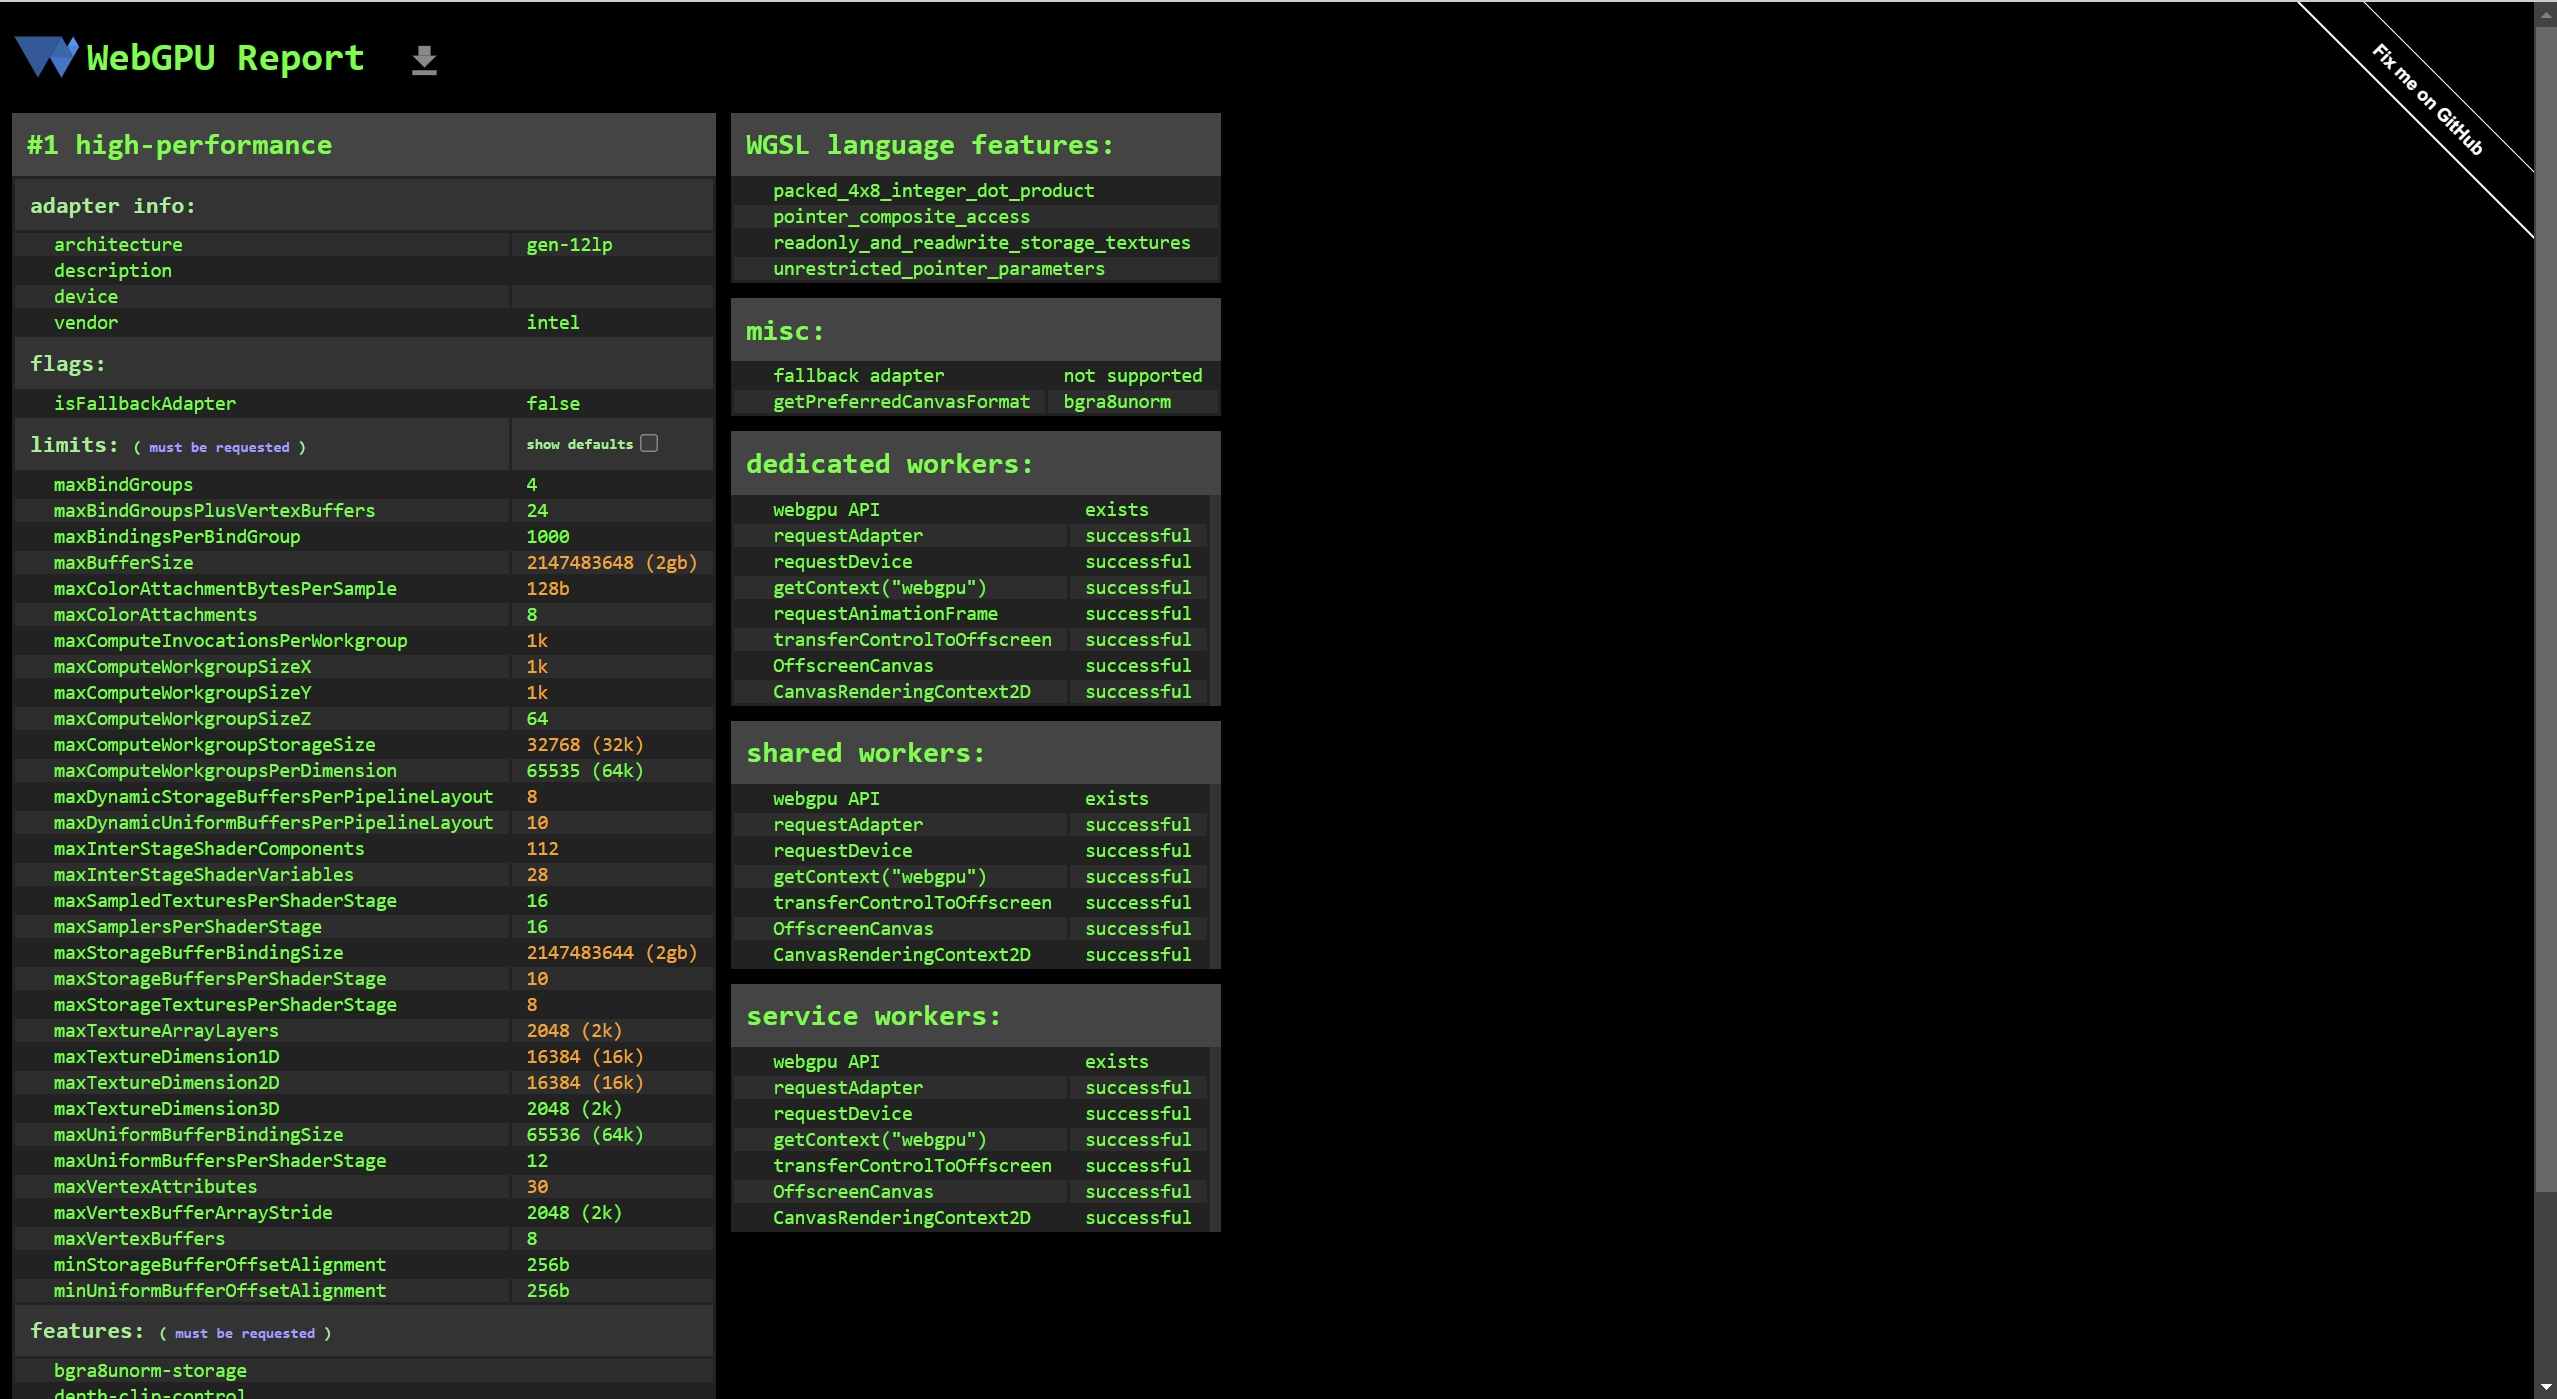 WebGPU Report
Fix me on GitHub
#1 high-performance
adapter info:
architecture gen-12lp
description
device
vendor intel
flags:
isFallbackAdapter false
limits: ( must be requested ) show defaults
maxBindGroups 4
maxBindGroupsPlusVertexBuffers 24
maxBindingsPerBindGroup 1000
maxBufferSize 2147483648 (2gb)
maxColorAttachmentBytesPerSample 128b
maxColorAttachments 8
maxComputeInvocationsPerWorkgroup 1k
maxComputeWorkgroupSizeX 1k
maxComputeWorkgroupSizeY 1k
maxComputeWorkgroupSizeZ 64
maxComputeWorkgroupStorageSize 32768 (32k)
maxComputeWorkgroupsPerDimension 65535 (64k)
maxDynamicStorageBuffersPerPipelineLayout 8
maxDynamicUniformBuffersPerPipelineLayout 10
maxInterStageShaderComponents 112
maxInterStageShaderVariables 28
maxSampledTexturesPerShaderStage 16
maxSamplersPerShaderStage 16
maxStorageBufferBindingSize 2147483644 (2gb)
maxStorageBuffersPerShaderStage 10
maxStorageTexturesPerShaderStage 8
maxTextureArrayLayers 2048 (2k)
maxTextureDimension1D 16384 (16k)
maxTextureDimension2D 16384 (16k)
maxTextureDimension3D 2048 (2k)
maxUniformBufferBindingSize 65536 (64k)
maxUniformBuffersPerShaderStage 12
maxVertexAttributes 30
maxVertexBufferArrayStride 2048 (2k)
maxVertexBuffers 8
minStorageBufferOffsetAlignment 256b
minUniformBufferOffsetAlignment 256b
features: ( must be requested )
bgra8unorm-storage
depth-clip-control
WGSL language features:
packed_4x8_integer_dot_product
pointer_composite_access
readonly_and_readwrite_storage_textures
unrestricted_pointer_parameters
misc:
fallback adapter not supported
getPreferredCanvasFormat bgra8unorm
dedicated workers:
webgpu API exists
requestAdapter successful
requestDevice successful
getContext("webgpu") successful
requestAnimationFrame successful
transferControlToOffscreen successful
OffscreenCanvas successful
CanvasRenderingContext2D successful
shared workers:
webgpu API exists
requestAdapter successful
requestDevice successful
getContext("webgpu") successful
transferControlToOffscreen successful
OffscreenCanvas successful
CanvasRenderingContext2D successful
service workers:
webgpu API exists
requestAdapter successful
requestDevice successful
getContext("webgpu") successful
transferControlToOffscreen successful
OffscreenCanvas successful
CanvasRenderingContext2D successful